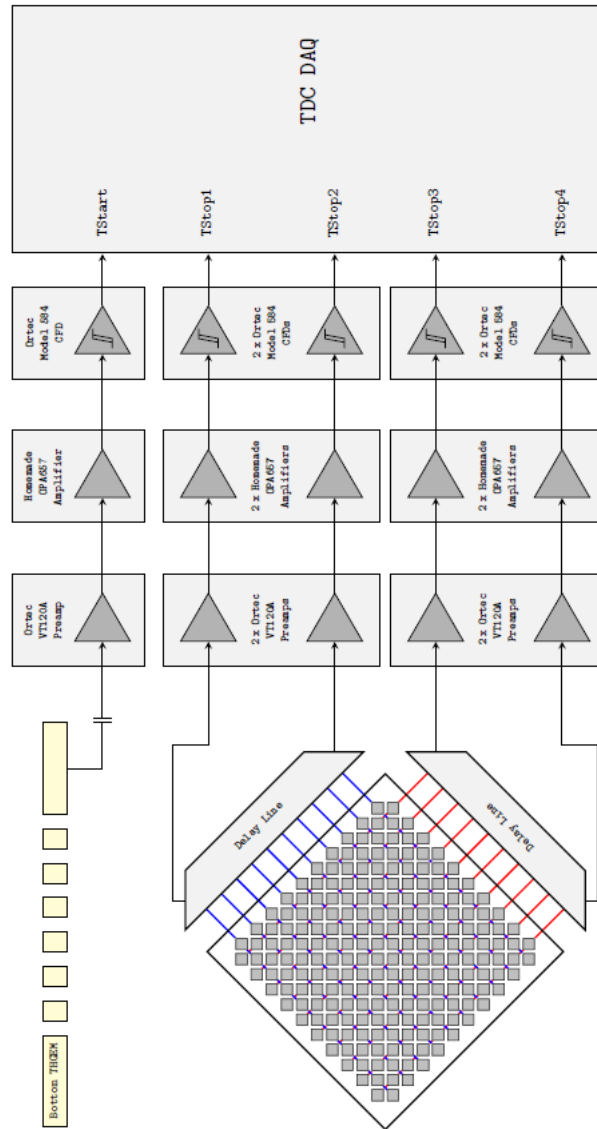 TDC DAQ
TStart
TStop1
TStop2
TStop3
TStop4
Ortec
Model 584
CFD
2 x Ortec
Model 584
CFDs
2 x Ortec
Model 584
CFDs
Homemade
OPA657
Amplifier
2 x Homemade
OPA657
Amplifiers
2 x Homemade
OPA657
Amplifiers
Ortec
VT120A
Preamp
2 x Ortec
VT120A
Preamps
2 x Ortec
VT120A
Preamps
Delay Line
Delay Line
Bottom THGEM